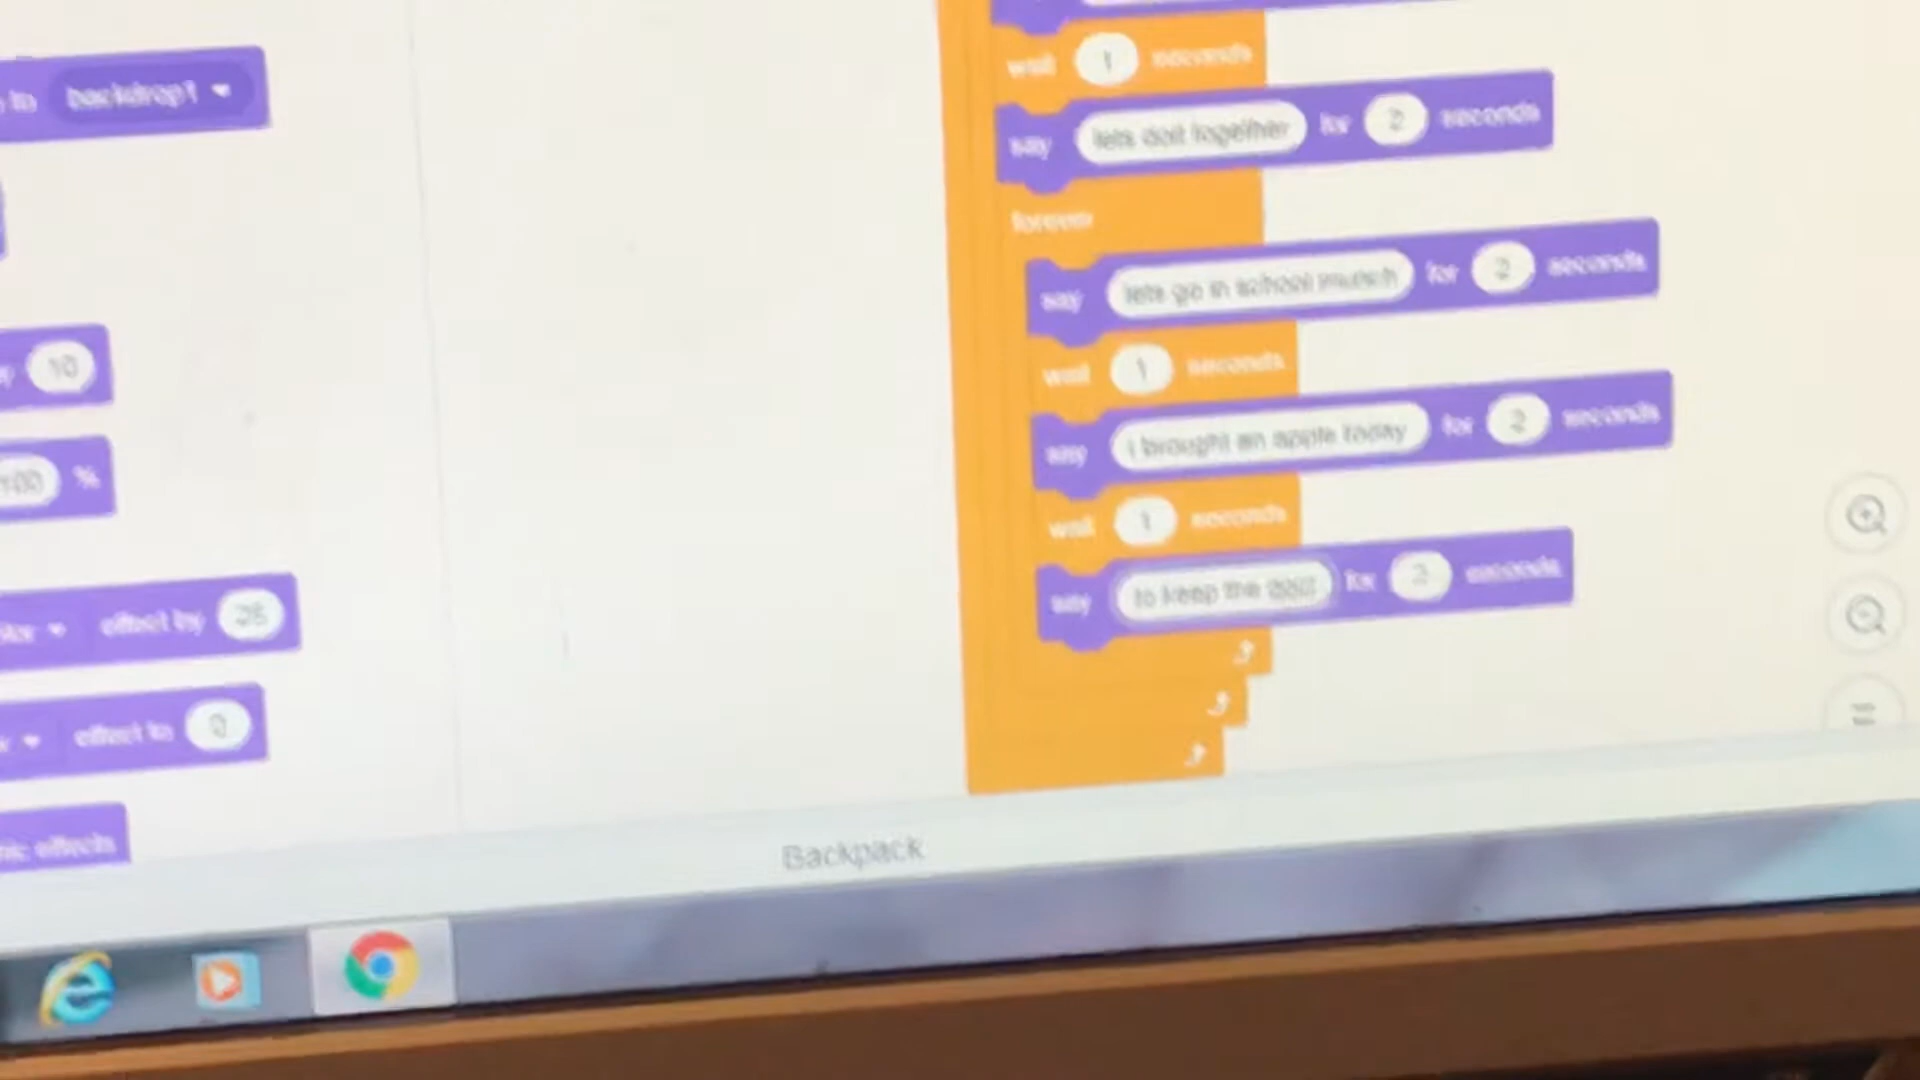 to backdrop1
10
100 %
effect by 25
effect to 0
effects
wait 1 seconds
say lets doit together for 2 seconds
forever
say lets go in school for 2 seconds
wait 1 seconds
say I brought an apple today for 2 seconds
wait 1 seconds
say to keep the for 2 seconds
Backpack